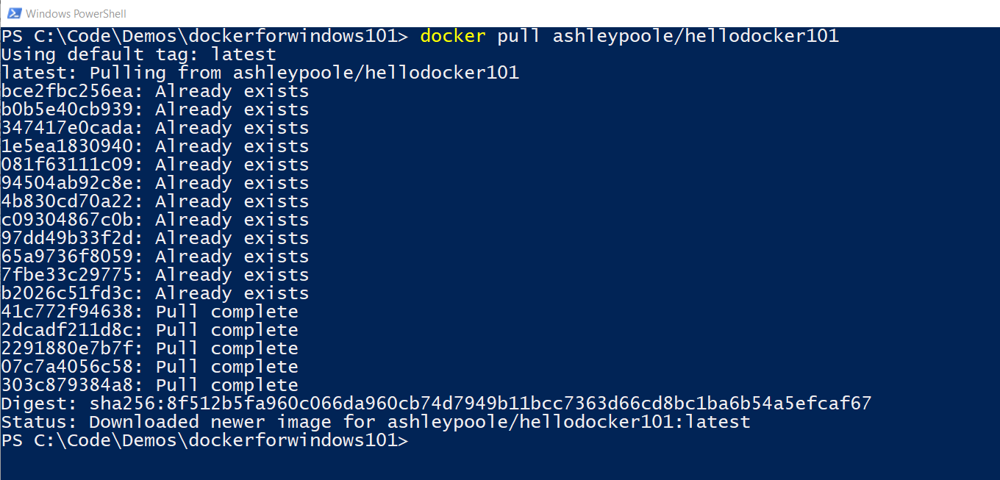 Windows PowerShell
PS C:\Code\Demos\dockerforwindows101> docker pull ashleypoole/hellodocker101
Using default tag: latest
latest: Pulling from ashleypoole/hellodocker101
bce2fbc256ea: Already exists
b0b5e40cb939: Already exists
347417e0cada: Already exists
1e5ea1830940: Already exists
081f63111c09: Already exists
94504ab92c8e: Already exists
4b830cd70a22: Already exists
c09304867c0b: Already exists
97dd49b33f2d: Already exists
65a9736f8059: Already exists
7fbe33c29775: Already exists
b2026c51fd3c: Already exists
41c772f94638: Pull complete
2dcadf211d8c: Pull complete
2291880e7b7f: Pull complete
07c7a4056c58: Pull complete
303c879384a8: Pull complete
Digest: sha256:8f512b5fa960c066da960cb74d7949b11bcc7363d66cd8bc1ba6b54a5efcaf67
Status: Downloaded newer image for ashleypoole/hellodocker101:latest
PS C:\Code\Demos\dockerforwindows101>